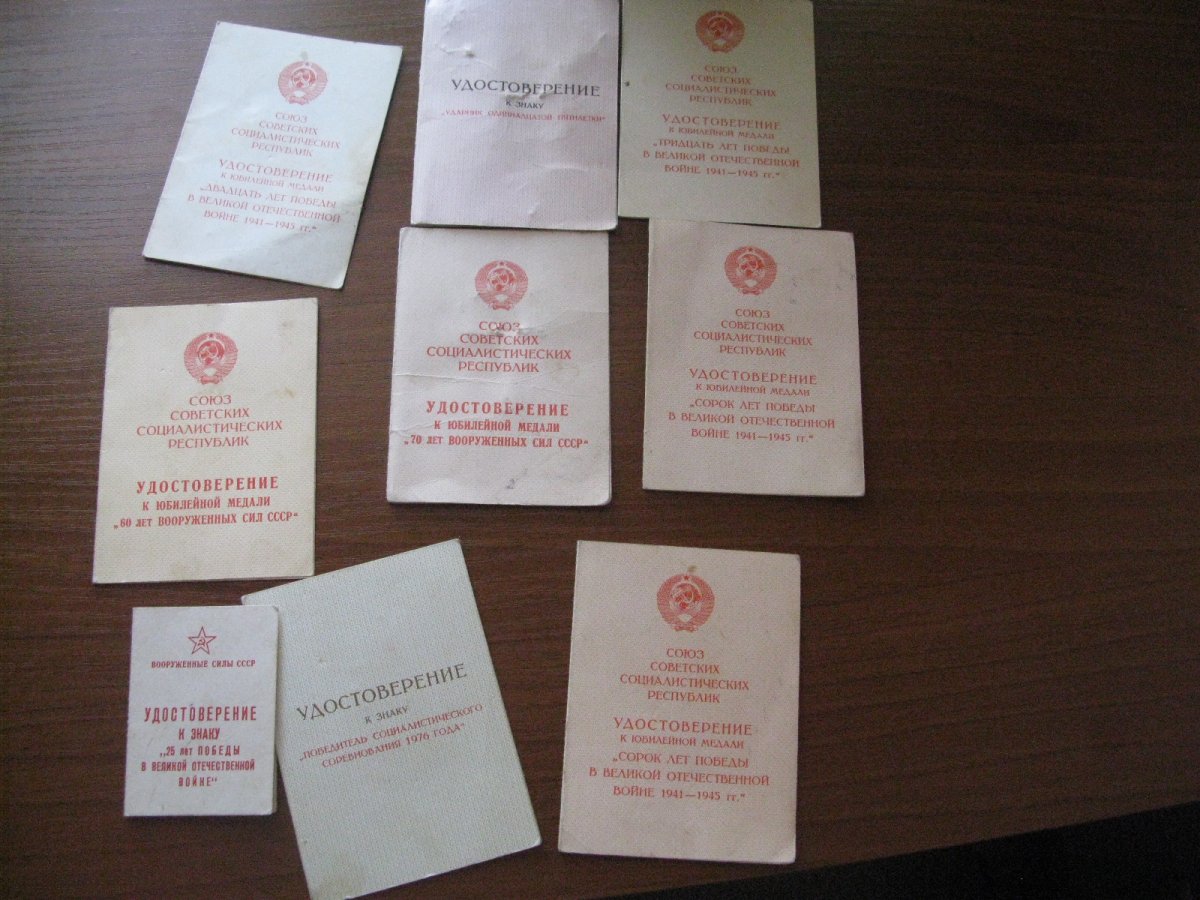 СОЮЗ
СОВЕТСКИХ
СОЦИАЛИСТИЧЕСКИХ
РЕСПУБЛИК
УДОСТОВЕРЕНИЕ
К ЮБИЛЕЙНОЙ МЕДАЛИ
„ДВАДЦАТЬ ЛЕТ ПОБЕДЫ
В ВЕЛИКОЙ ОТЕЧЕСТВЕННОЙ
ВОЙНЕ 1941—1945 гг.“
УДОСТОВЕРЕНИЕ
К ЗНАКУ
„УДАРНИК ОДИННАДЦАТОЙ ПЯТИЛЕТКИ“
СОЮЗ
СОВЕТСКИХ
СОЦИАЛИСТИЧЕСКИХ
РЕСПУБЛИК
УДОСТОВЕРЕНИЕ
К ЮБИЛЕЙНОЙ МЕДАЛИ
„ТРИДЦАТЬ ЛЕТ ПОБЕДЫ
В ВЕЛИКОЙ ОТЕЧЕСТВЕННОЙ
ВОЙНЕ 1941—1945 гг.“
СОЮЗ
СОВЕТСКИХ
СОЦИАЛИСТИЧЕСКИХ
РЕСПУБЛИК
УДОСТОВЕРЕНИЕ
К ЮБИЛЕЙНОЙ МЕДАЛИ
„60 ЛЕТ ВООРУЖЕННЫХ СИЛ СССР“
СОЮЗ
СОВЕТСКИХ
СОЦИАЛИСТИЧЕСКИХ
РЕСПУБЛИК
УДОСТОВЕРЕНИЕ
К ЮБИЛЕЙНОЙ МЕДАЛИ
„70 ЛЕТ ВООРУЖЕННЫХ СИЛ СССР“
2
СОЮЗ
СОВЕТСКИХ
СОЦИАЛИСТИЧЕСКИХ
РЕСПУБЛИК
УДОСТОВЕРЕНИЕ
К ЮБИЛЕЙНОЙ МЕДАЛИ
„СОРОК ЛЕТ ПОБЕДЫ
В ВЕЛИКОЙ ОТЕЧЕСТВЕННОЙ
ВОЙНЕ 1941—1945 гг.“
ВООРУЖЕННЫЕ СИЛЫ СССР
УДОСТОВЕРЕНИЕ
К ЗНАКУ
„25 лет ПОБЕДЫ
В ВЕЛИКОЙ ОТЕЧЕСТВЕННОЙ
ВОЙНЕ“
УДОСТОВЕРЕНИЕ
К ЗНАКУ
„ПОБЕДИТЕЛЬ СОЦИАЛИСТИЧЕСКОГО
СОРЕВНОВАНИЯ 1976 ГОДА“
СОЮЗ
СОВЕТСКИХ
СОЦИАЛИСТИЧЕСКИХ
РЕСПУБЛИК
УДОСТОВЕРЕНИЕ
К ЮБИЛЕЙНОЙ МЕДАЛИ
„СОРОК ЛЕТ ПОБЕДЫ
В ВЕЛИКОЙ ОТЕЧЕСТВЕННОЙ
ВОЙНЕ 1941—1945 гг.“